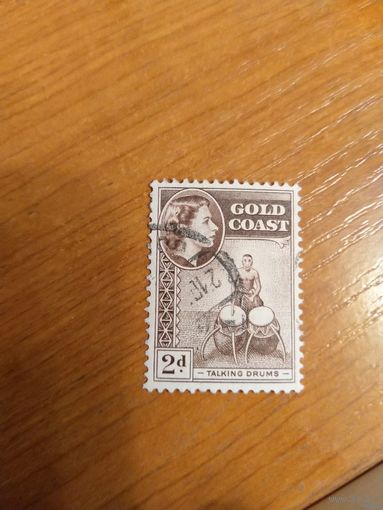 GOLD
COAST
2d.
— TALKING DRUMS —